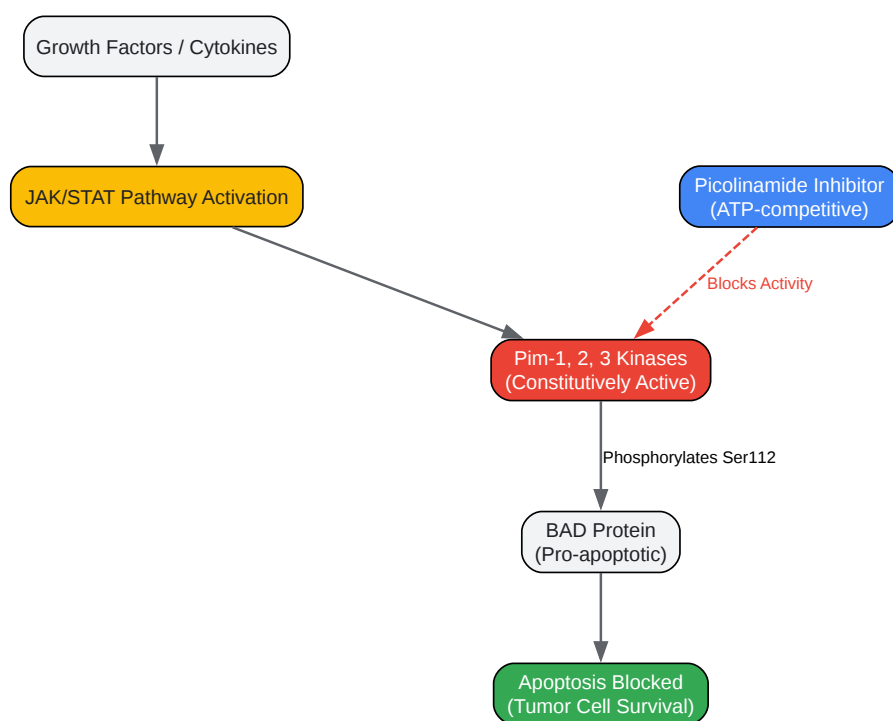 Growth Factors / Cytokines
JAK/STAT Pathway Activation
Picolinamide Inhibitor
(ATP-competitive)
Blocks Activity
Pim-1, 2, 3 Kinases
(Constitutively Active)
Phosphorylates Ser112
BAD Protein
(Pro-apoptotic)
Apoptosis Blocked
(Tumor Cell Survival)